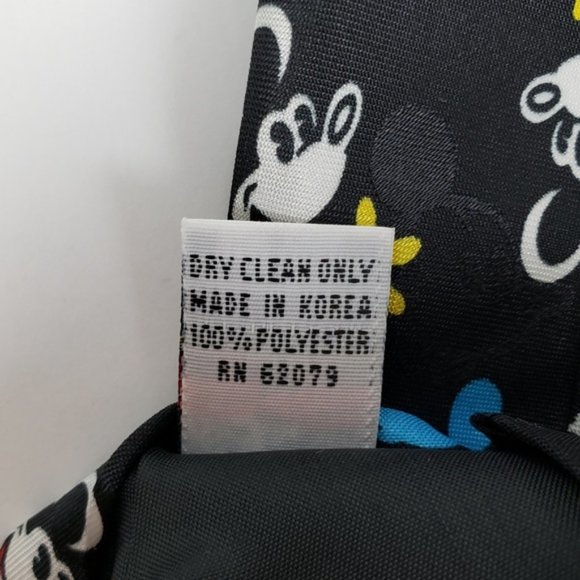 DRY CLEAN ONLY
MADE IN KOREA
100% POLYESTER
RN 62079